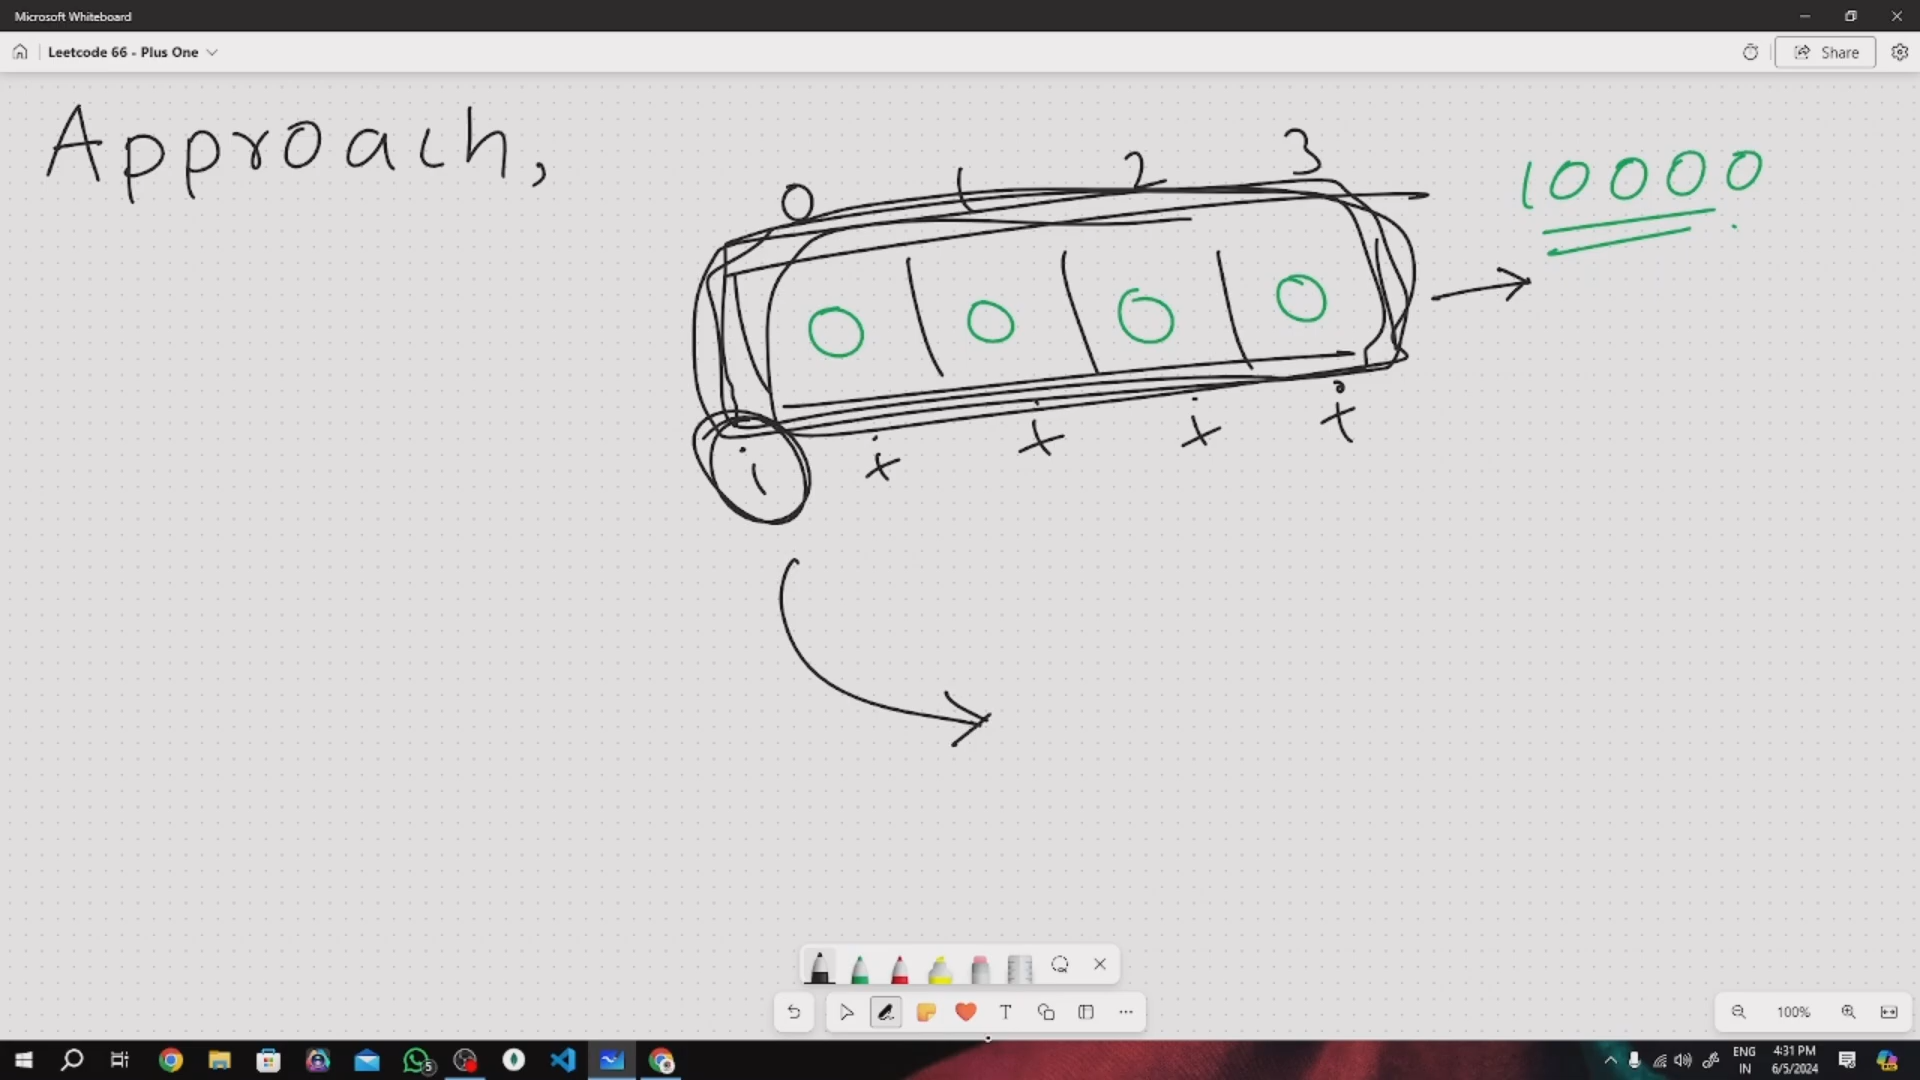 Microsoft Whiteboard
Leetcode 66 - Plus One
Share
Approach,
0 1 2 3
10000
0 0 0 0
i
100%
5
ENG
IN
4:31 PM
6/5/2024